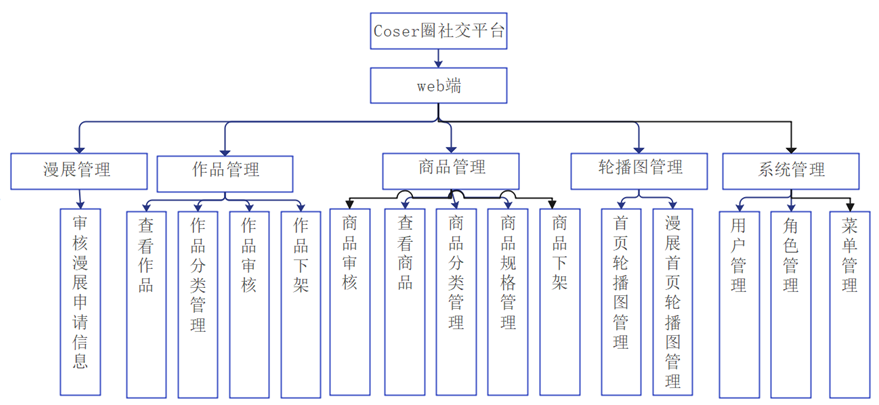 Coser圈社交平台
web端
漫展管理
作品管理
商品管理
轮播图管理
系统管理
审核漫展申请信息
查看作品
作品分类管理
作品审核
作品下架
商品审核
查看商品
商品分类管理
商品规格管理
商品下架
首页轮播图管理
漫展首页轮播图管理
用户管理
角色管理
菜单管理